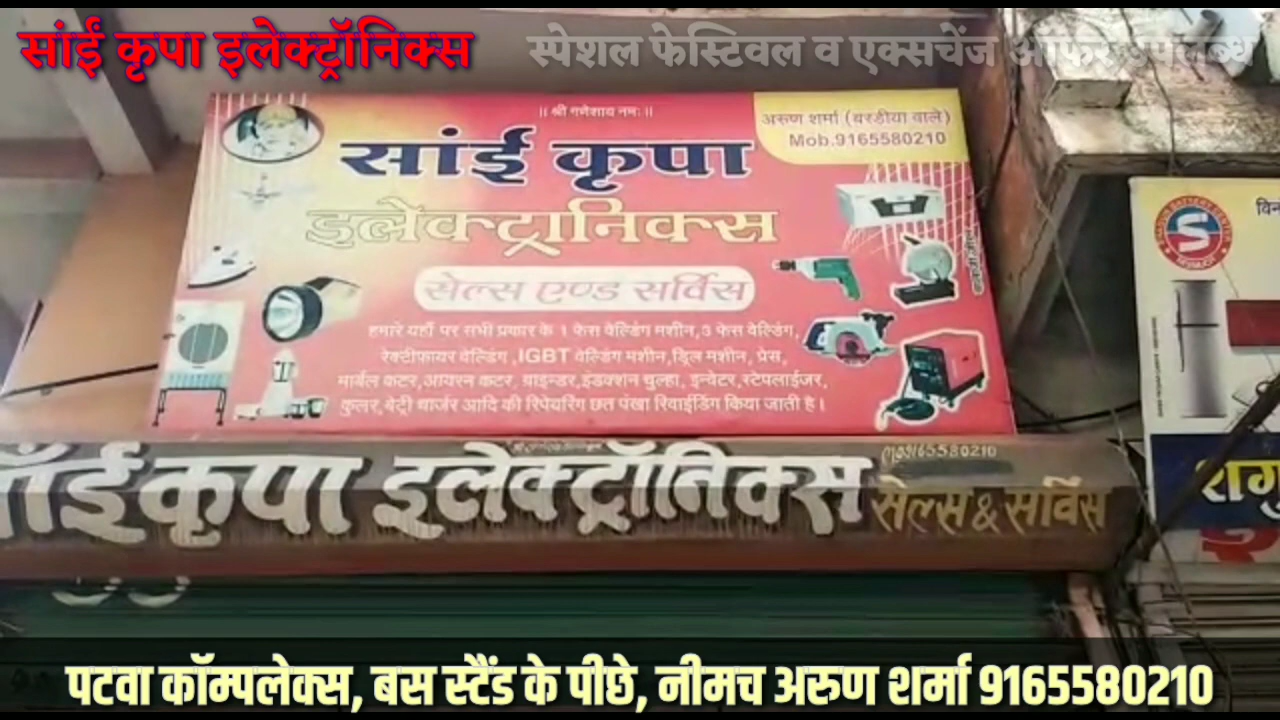 सांई कृपा इलेक्ट्रॉनिक्स
स्पेशल फेस्टिवल व एक्सचेंज ऑफर उपलब्ध
॥ श्री गणेशाय नमः॥
अरुण शर्मा (बरडीया वाले)
Mob.9165580210
सांई कृपा
इलेक्ट्रानिक्स
सेल्स एण्ड सर्विस
हमारे यहाँ पर सभी प्रकार के 1 फेस वेल्डिंग मशीन,3 फेस वेल्डिंग,
रेक्टीफायर वेल्डिंग ,IGBT वेल्डिंग मशीन,ड्रिल मशीन, प्रेस,
मार्बल कटर,आयरन कटर, ग्राइन्डर,इंडक्शन चुल्हा, इन्वेटर,स्टेपलाईजर,
कुलर,बेट्री चार्जर आदि की रिपेयरिंग छत पंखा रिवाईडिंग किया जाती है।
साँई कृपा इलेक्ट्रॉनिक्स
9165580210
सेल्स & सर्विस
पटवा कॉम्पलेक्स, बस स्टैंड के पीछे, नीमच अरुण शर्मा 9165580210